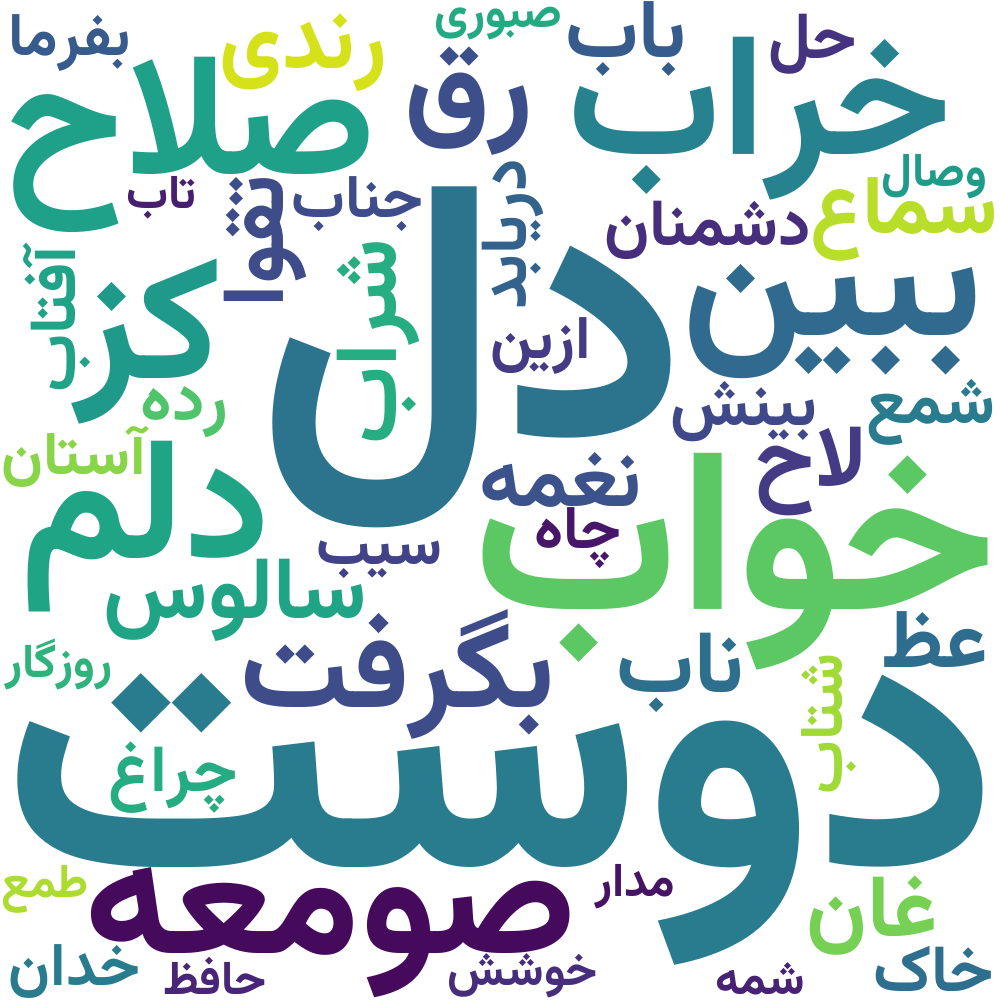 بفرما
صبوری
رندی
باب
حل
خراب
صلاح
رق
وصال
تاب
تقوا
جناب
دریابد
دشمنان
سماع
آفتاب
کز
شراب
دل
ازین
ببین
رده
بینش
شمع
آستان
دلم
نغمه
لاح
چاه
خواب
سیب
سالوس
روزگار
بگرفت
ناب
عظ
شتاب
دوست
چراغ
طمع
صومعه
مدار
غان
خدان
حافظ
خوشش
شمه
خاک